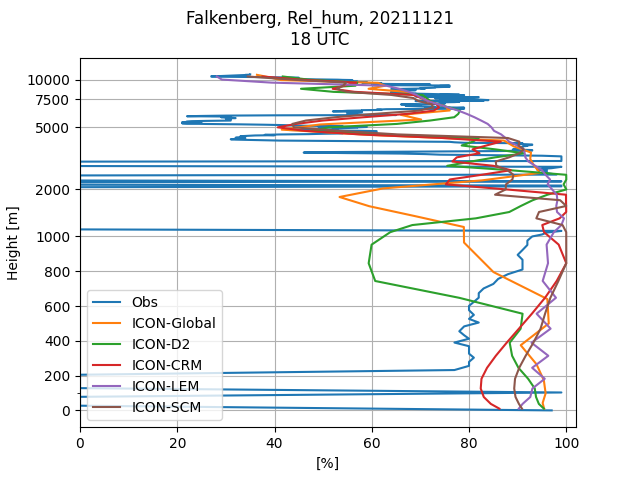 Falkenberg, Rel_hum, 20211121
18 UTC
10000
7500
5000
2000
1000
800
600
400
200
0
Height [m]
Obs
ICON-Global
ICON-D2
ICON-CRM
ICON-LEM
ICON-SCM
0 20 40 60 80 100
[%]